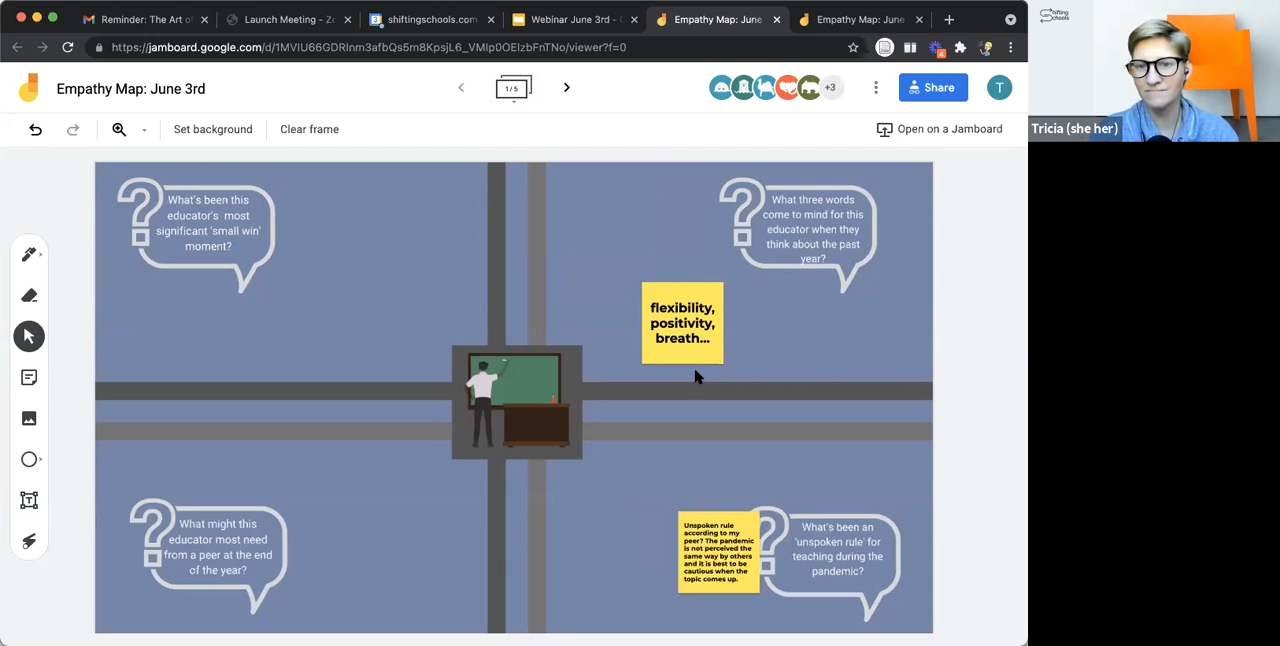 Reminder: The Art of
Launch Meeting - Zo
shiftingschools.com
Webinar June 3rd - G
Empathy Map: June
Empathy Map: June
https://jamboard.google.com/d/1MVIU66GDRInm3afbQs5m8KpsjL6_VMIp0OEIzbFnTNo/viewer?f=0
4
Shifting
Schools
Empathy Map: June 3rd
1/5
+3
Share
T
Set background
Clear frame
Open on a Jamboard
Tricia (she her)
What's been this
educator's most
significant 'small win'
moment?
What three words
come to mind for this
educator when they
think about the past
year?
flexibility,
positivity,
breath...
What might this
educator most need
from a peer at the end
of the year?
Unspoken rule
according to my
peer? The pandemic
is not perceived the
same way by others
and it is best to be
cautious when the
topic comes up.
What's been an
'unspoken rule' for
teaching during the
pandemic?